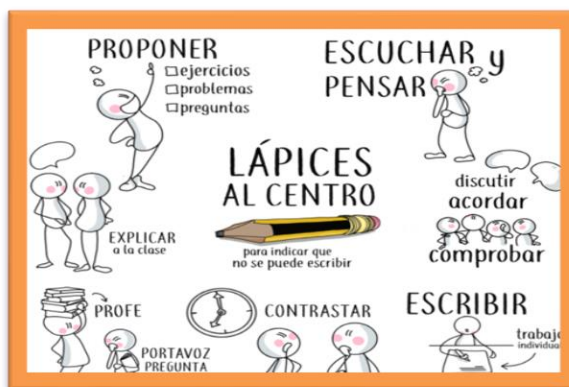 PROPONER
ejercicios
problemas
preguntas
ESCUCHAR y
PENSAR
LÁPICES
AL CENTRO
para indicar que
no se puede escribir
EXPLICAR
a la clase
discutir
acordar
comprobar
PROFE
PORTAVOZ
PREGUNTA
CONTRASTAR
ESCRIBIR
trabajo
individual